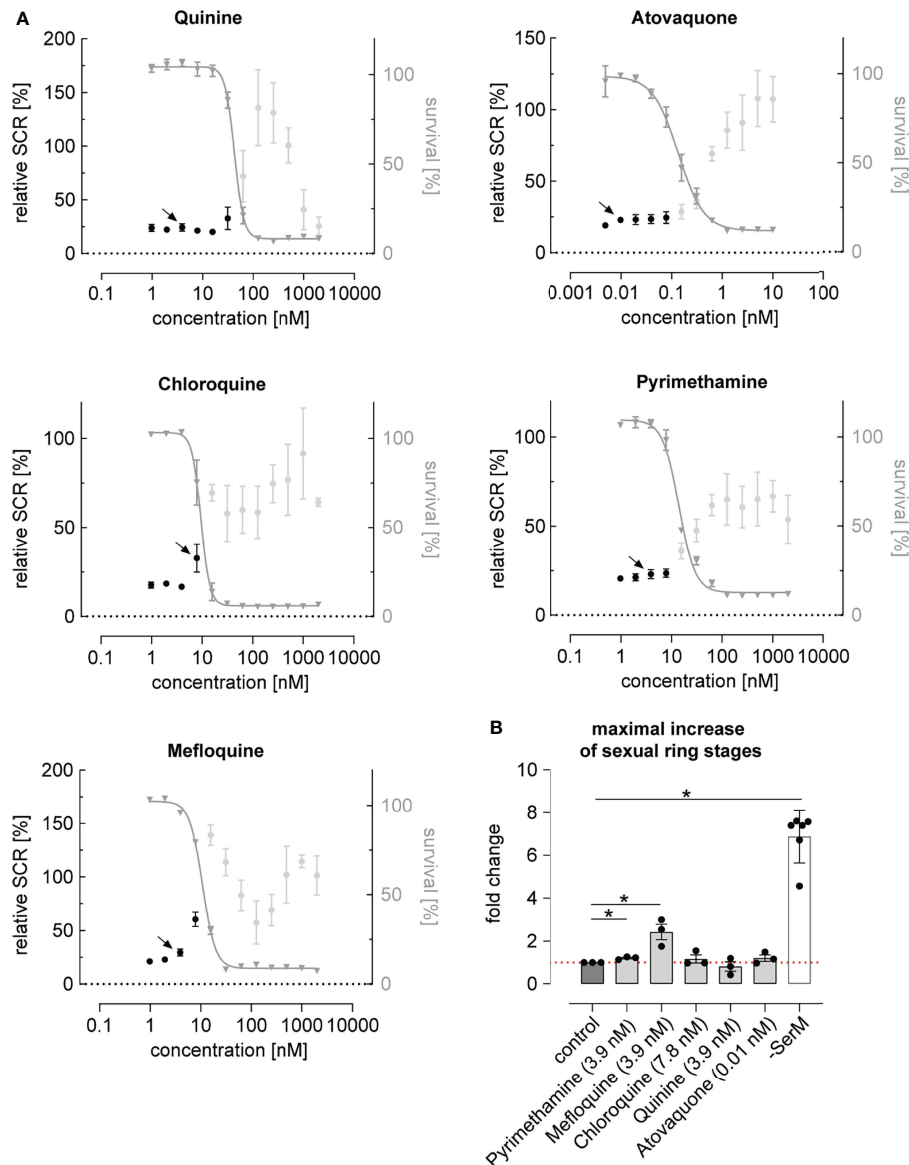 A
Quinine
relative SCR [%]
200
150
100
50
0
survival [%]
100
50
0
0.1 1 10 100 1000 10000
concentration [nM]
Atovaquone
relative SCR [%]
150
100
50
0
survival [%]
100
50
0
0.001 0.01 0.1 1 10 100
concentration [nM]
Chloroquine
relative SCR [%]
100
50
0
survival [%]
100
50
0
0.1 1 10 100 1000 10000
concentration [nM]
Pyrimethamine
relative SCR [%]
100
50
0
survival [%]
100
50
0
0.1 1 10 100 1000 10000
concentration [nM]
Mefloquine
relative SCR [%]
200
150
100
50
0
survival [%]
100
50
0
0.1 1 10 100 1000 10000
concentration [nM]
B
maximal increase
of sexual ring stages
fold change
10
8
6
4
2
0
*
*
*
control
Pyrimethamine (3.9 nM)
Mefloquine (3.9 nM)
Chloroquine (7.8 nM)
Quinine (3.9 nM)
Atovaquone (0.01 nM)
-SerM